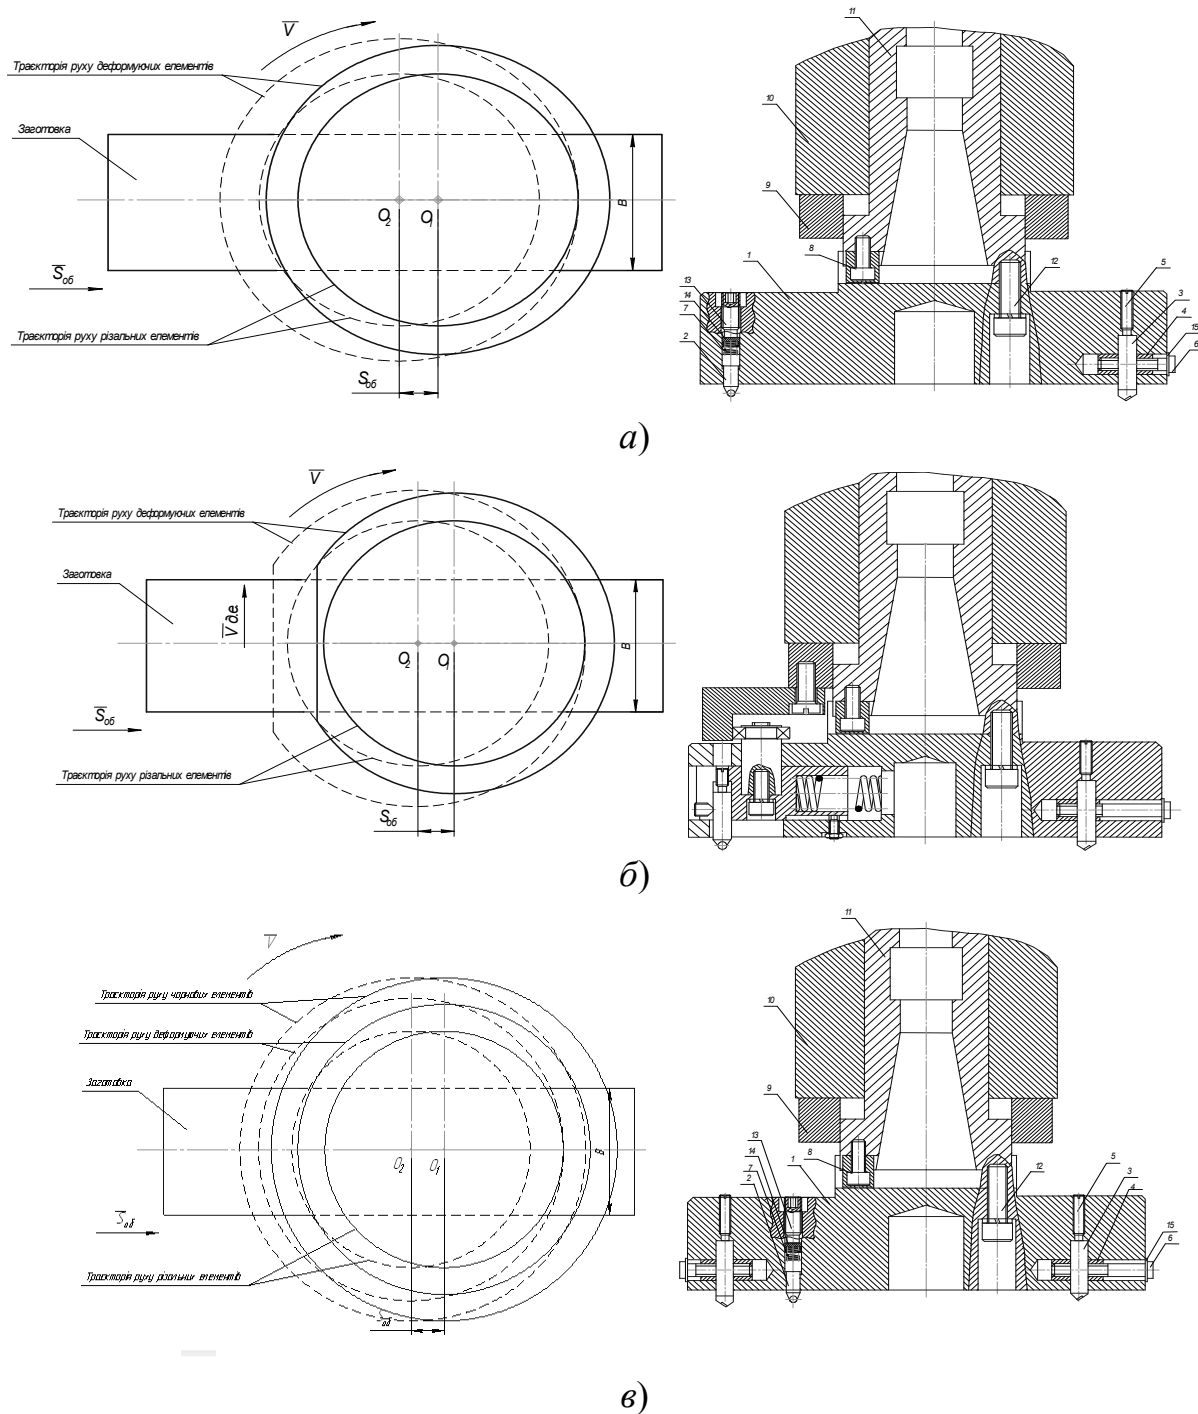 V
Траєкторія руху деформуючих елементів
Заготовка
B
O₂ O₁
Sоб
Траєкторія руху різальних елементів
Sоб
11
10
9
8
1
13
14
7
2
12
5
3
4
15
6
а)
V
Траєкторія руху деформуючих елементів
Заготовка
V д.е.
B
O₂ O₁
Sоб
Траєкторія руху різальних елементів
Sоб
б)
V
Траєкторія руху чорнових елементів
Траєкторія руху деформуючих елементів
Заготовка
B
O₂ O₁
Sоб
Траєкторія руху різальних елементів
об
11
10
9
13
14
7
2
1
8
12
5
3
4
15
6
в)